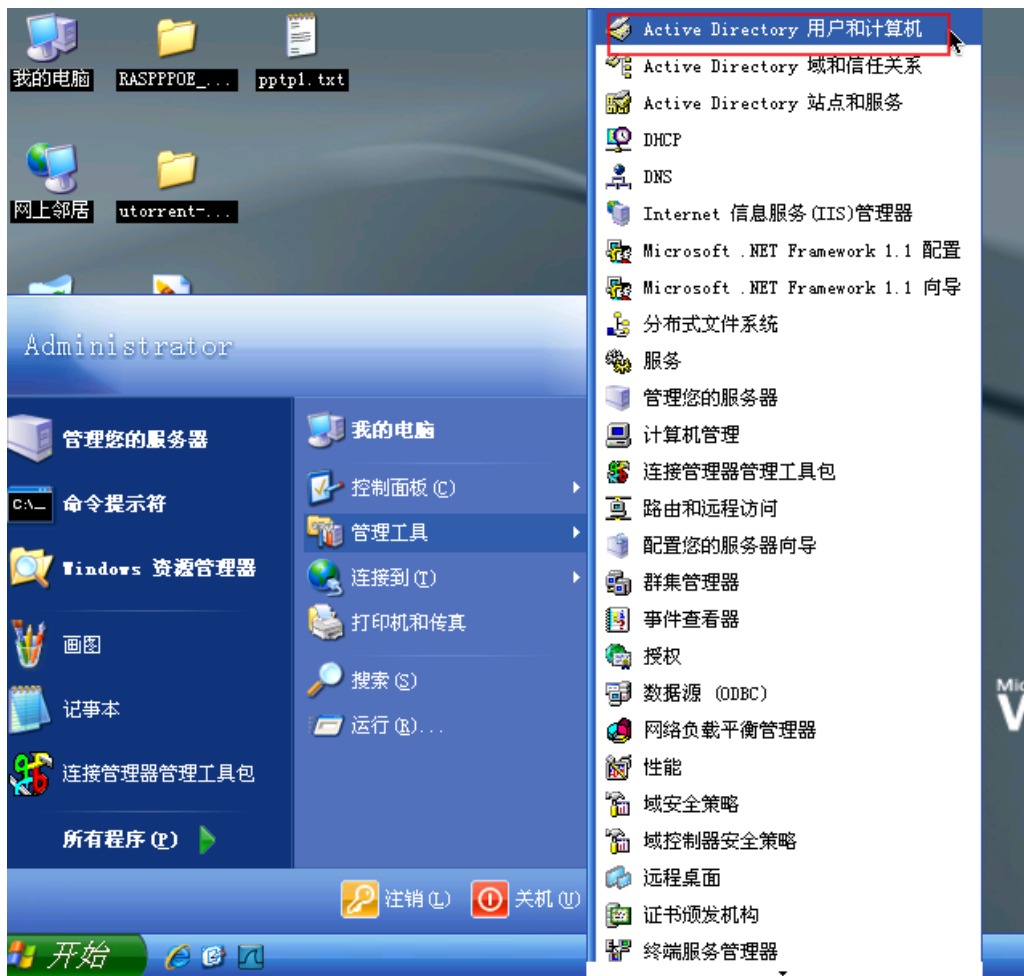 我的电脑
RASPPPOE_...
pptp1.txt
网上邻居
utorrent-...
Administrator
管理您的服务器
命令提示符
Windows 资源管理器
画图
记事本
连接管理器管理工具包
所有程序(P)
我的电脑
控制面板(C)
管理工具
连接到(T)
打印机和传真
搜索(S)
运行(R)...
注销(L)
关机(U)
开始
Active Directory 用户和计算机
Active Directory 域和信任关系
Active Directory 站点和服务
DHCP
DNS
Internet 信息服务(IIS)管理器
Microsoft .NET Framework 1.1 配置
Microsoft .NET Framework 1.1 向导
分布式文件系统
服务
管理您的服务器
计算机管理
连接管理器管理工具包
路由和远程访问
配置您的服务器向导
群集管理器
事件查看器
授权
数据源 (ODBC)
网络负载平衡管理器
性能
域安全策略
域控制器安全策略
远程桌面
证书颁发机构
终端服务管理器